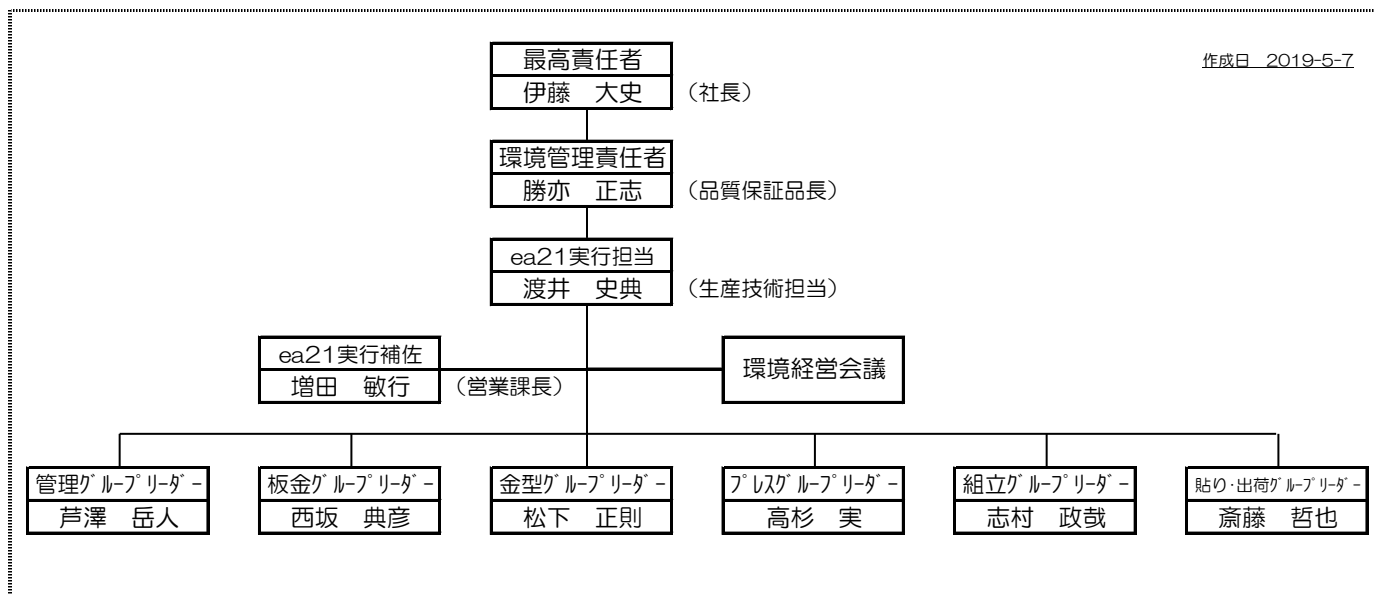 作成日　2019-5-7
最高責任者
伊藤　大史　（社長）
環境管理責任者
勝亦　正志　（品質保証品長）
ea21実行担当
渡井　史典　（生産技術担当）
ea21実行補佐
増田　敏行　（営業課長）
環境経営会議
管理ｸﾞﾙｰﾌﾟﾘｰﾀﾞｰ　板金ｸﾞﾙｰﾌﾟﾘｰﾀﾞｰ　金型ｸﾞﾙｰﾌﾟﾘｰﾀﾞｰ　ﾌﾟﾚｽｸﾞﾙｰﾌﾟﾘｰﾀﾞｰ　組立ｸﾞﾙｰﾌﾟﾘｰﾀﾞｰ　貼り・出荷ｸﾞﾙｰﾌﾟﾘｰﾀﾞｰ
芦澤　岳人　西坂　典彦　松下　正則　高杉　実　志村　政哉　斎藤　哲也